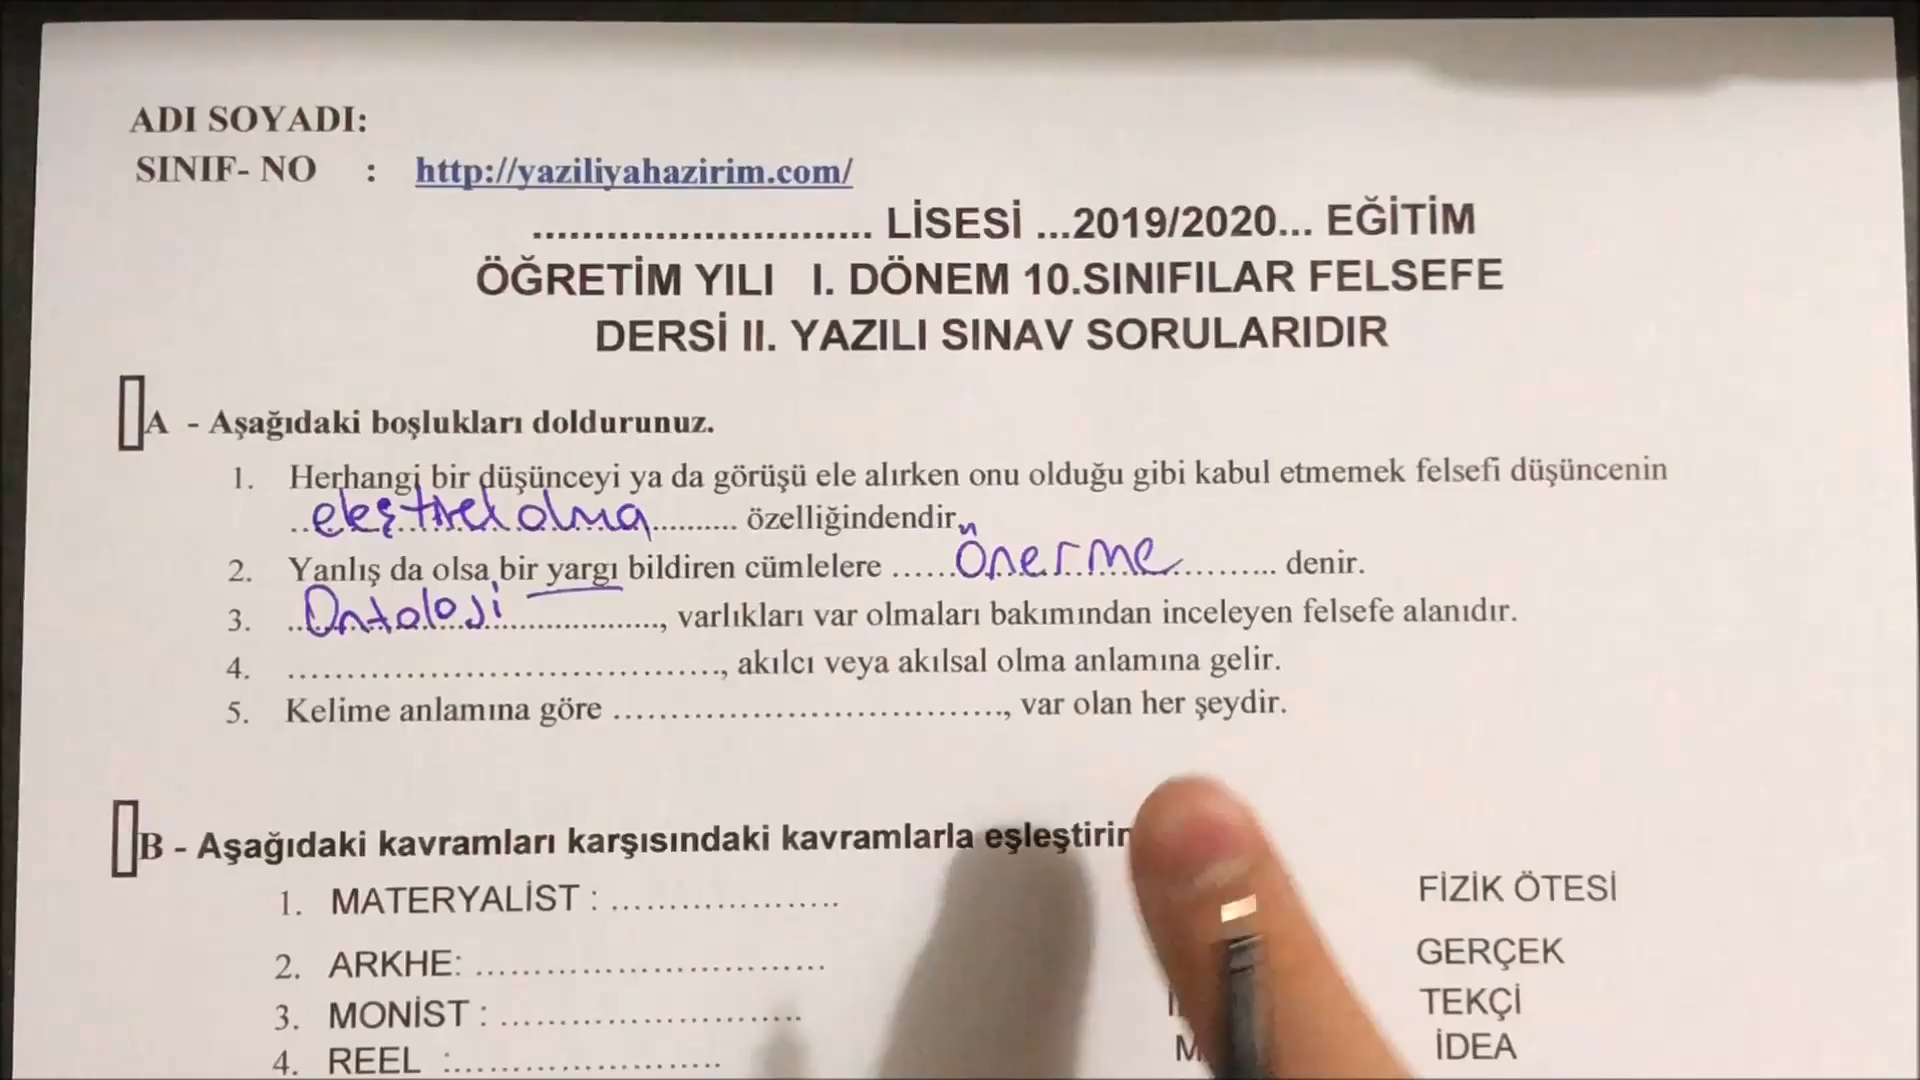 ADI SOYADI:
SINIF- NO : http://yaziliyahazirim.com/
........................... LİSESİ ...2019/2020... EĞİTİM
ÖĞRETİM YILI I. DÖNEM 10.SINIFILAR FELSEFE
DERSİ II. YAZILI SINAV SORULARIDIR
A - Aşağıdaki boşlukları doldurunuz.
1. Herhangi bir düşünceyi ya da görüşü ele alırken onu olduğu gibi kabul etmemek felsefi düşüncenin
..eleştirel olma.......... özelliğindendir.
2. Yanlış da olsa bir yargı bildiren cümlelere ......Önerme.......... denir.
3. ..Ontoloji......................, varlıkları var olmaları bakımından inceleyen felsefe alanıdır.
4. ......................................, akılcı veya akılsal olma anlamına gelir.
5. Kelime anlamına göre ..................................., var olan her şeydir.
B - Aşağıdaki kavramları karşısındaki kavramlarla
1. MATERYALİST : .................... FİZİK ÖTESİ
2. ARKHE: ............................... GERÇEK
3. MONİST : ........................... TEKÇİ
4. REEL :........................ İDEA